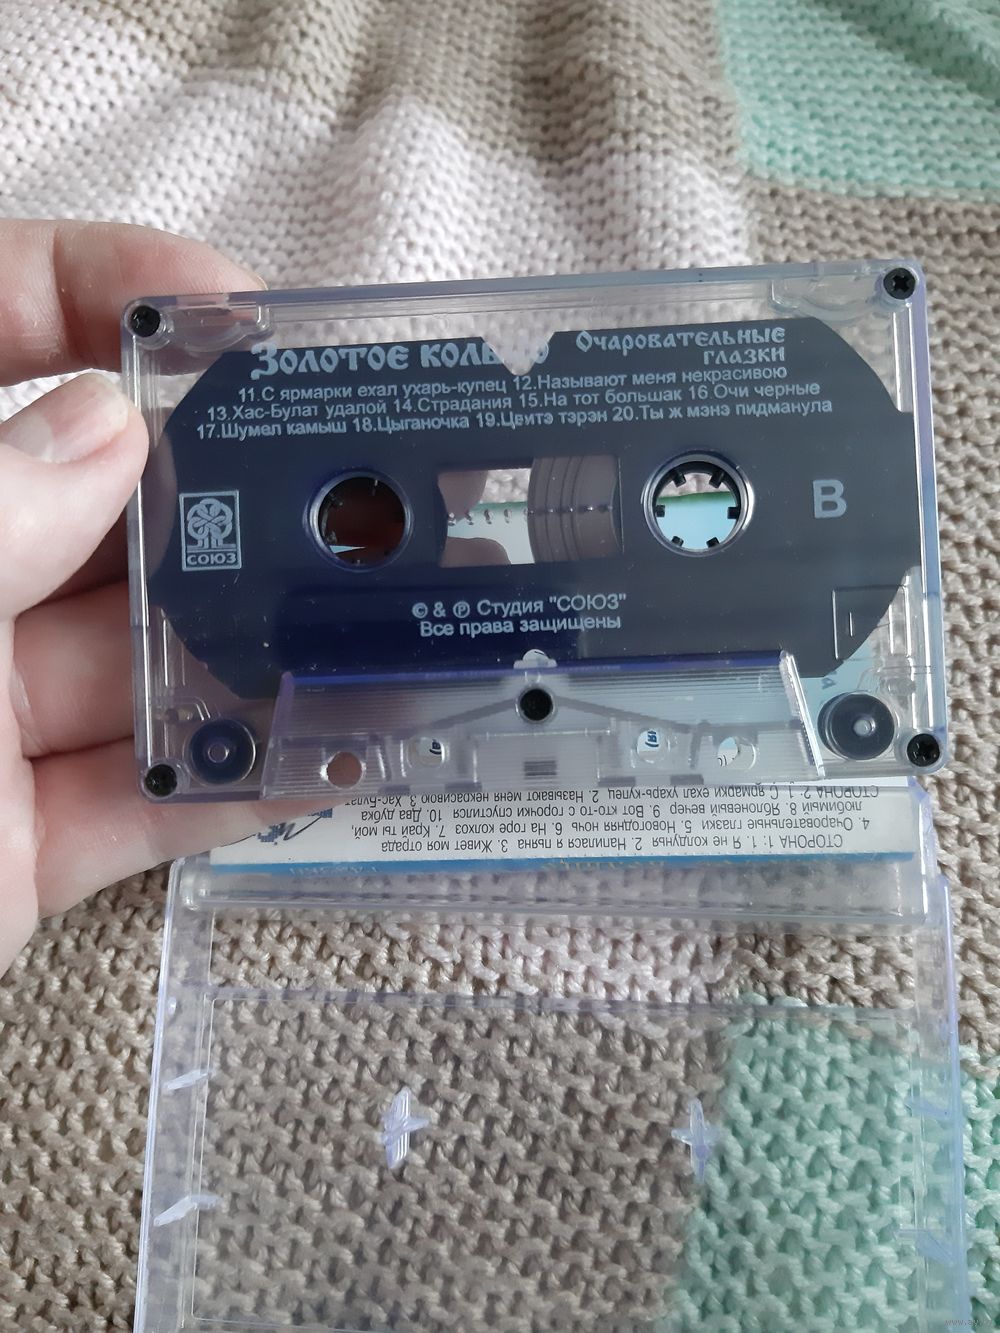 Золотое кольцо
Очаровательные
глазки
11.С ярмарки ехал ухарь-купец 12.Называют меня некрасивою
13.Хас-Булат удалой 14.Страдания 15.На тот большак 16.Очи черные
17.Шумел камыш 18.Цыганочка 19.Цвитэ тэрэн 20.Ты ж мэнэ пидманула
B
СОЮЗ
© & ℗ Студия "СОЮЗ"
Все права защищены
СТОРОНА 1: 1. Я не колдунья 2. Напилася я пьяна 3. Живет моя отрада
4. Очаровательные глазки 5. Новогодняя ночь 6. На горе колхоз 7. Край ты мой,
любимый 8. Яблоневый вечер 9. Вот кто-то с горочки спустился 10. Два дубка
СТОРОНА 2: 1. С ярмарки ехал ухарь-купец 2. Называют меня некрасивою 3. Хас-Булат